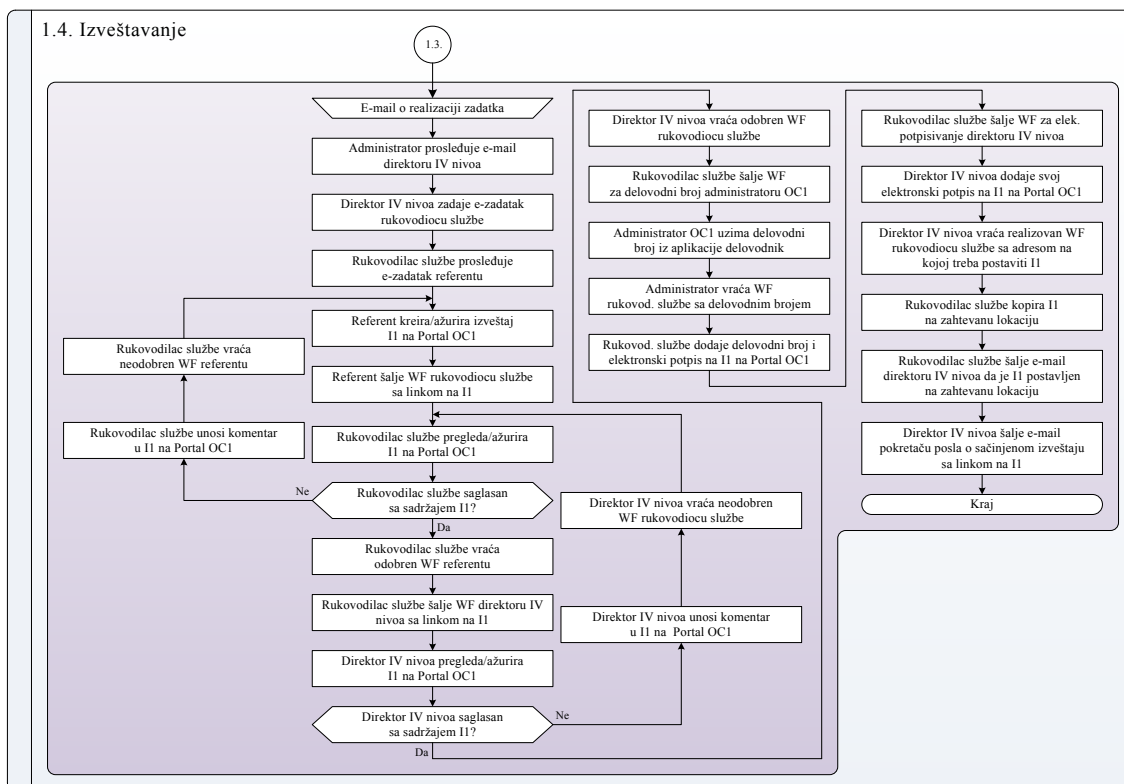 1.4. Izveštavanje
1.3.
E-mail o realizaciji zadatka
Administrator prosleđuje e-mail
direktoru IV nivoa
Direktor IV nivoa zadaje e-zadatak
rukovodiocu službe
Rukovodilac službe prosleđuje
e-zadatak referentu
Referent kreira/ažurira izveštaj
I1 na Portal OC1
Referent šalje WF rukovodiocu službe
sa linkom na I1
Rukovodilac službe pregleda/ažurira
I1 na Portal OC1
Rukovodilac službe saglasan
sa sadržajem I1?
Ne
Rukovodilac službe unosi komentar
u I1 na Portal OC1
Rukovodilac službe vraća
neodobren WF referentu
Da
Rukovodilac službe vraća
odobren WF referentu
Rukovodilac službe šalje WF direktoru IV
nivoa sa linkom na I1
Direktor IV nivoa pregleda/ažurira
I1 na Portal OC1
Direktor IV nivoa saglasan
sa sadržajem I1?
Ne
Direktor IV nivoa unosi komentar
u I1 na Portal OC1
Direktor IV nivoa vraća neodobren
WF rukovodiocu službe
Da
Direktor IV nivoa vraća odobren WF
rukovodiocu službe
Rukovodilac službe šalje WF
za delovodni broj administratoru OC1
Administrator OC1 uzima delovodni
broj iz aplikacije delovodnik
Administrator vraća WF
rukovod. službe sa delovodnim brojem
Rukovod. službe dodaje delovodni broj i
elektronski potpis na I1 na Portal OC1
Rukovodilac službe šalje WF za elek.
potpisivanje direktoru IV nivoa
Direktor IV nivoa dodaje svoj
elektronski potpis na I1 na Portal OC1
Direktor IV nivoa vraća realizovan WF
rukovodiocu službe sa adresom na
kojoj treba postaviti I1
Rukovodilac službe kopira I1
na zahtevanu lokaciju
Rukovodilac službe šalje e-mail
direktoru IV nivoa da je I1 postavljen
na zahtevanu lokaciju
Direktor IV nivoa šalje e-mail
pokretaču posla o sačinjenom izveštaju
sa linkom na I1
Kraj